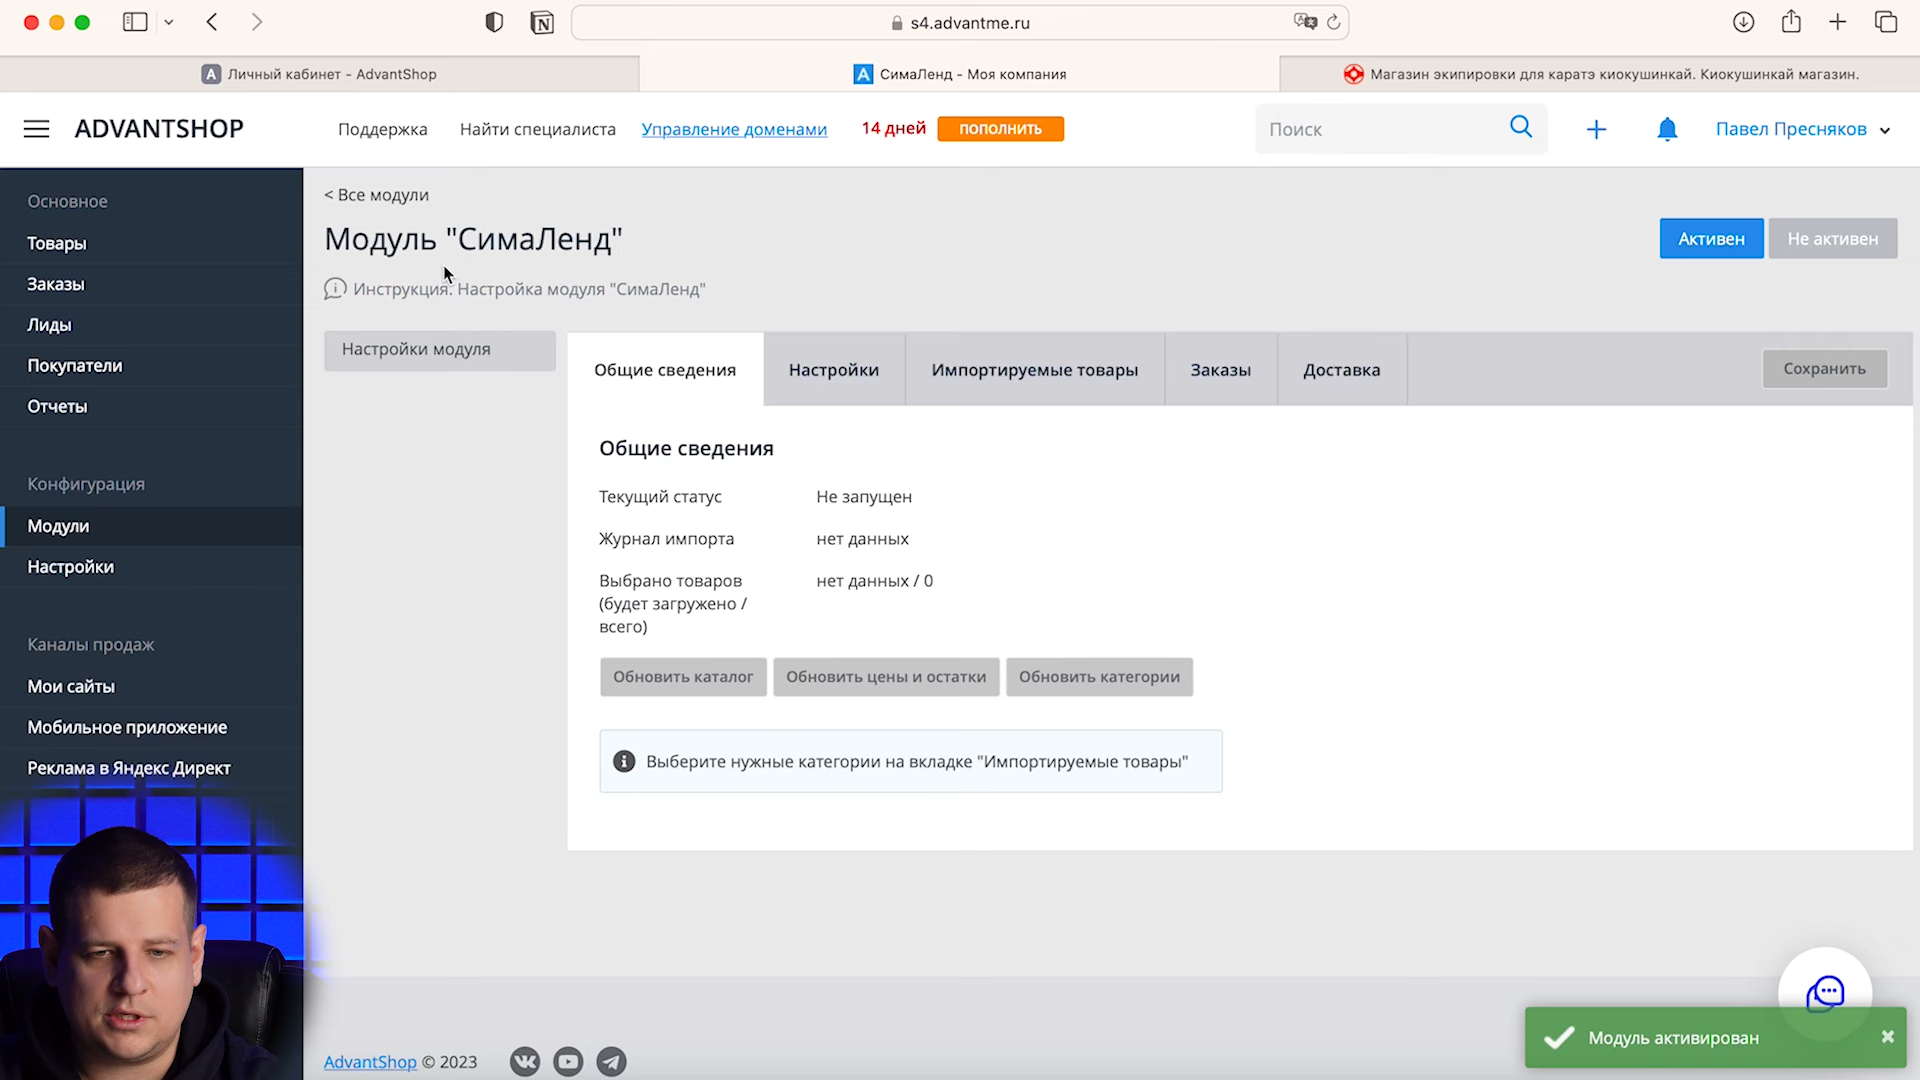 s4.advantme.ru
Личный кабинет - AdvantShop
СимаЛенд - Моя компания
Магазин экипировки для каратэ киокушинкай. Киокушинкай магазин.
ADVANTSHOP
Поддержка
Найти специалиста
Управление доменами
14 дней
ПОПОЛНИТЬ
Поиск
Павел Пресняков
Основное
Товары
Заказы
Лиды
Покупатели
Отчеты
Конфигурация
Модули
Настройки
Каналы продаж
Мои сайты
Мобильное приложение
Реклама в Яндекс Директ
< Все модули
Модуль "СимаЛенд"
Активен
Не активен
Инструкция. Настройка модуля "СимаЛенд"
Настройки модуля
Общие сведения
Настройки
Импортируемые товары
Заказы
Доставка
Сохранить
Общие сведения
Текущий статус
Не запущен
Журнал импорта
нет данных
Выбрано товаров
(будет загружено /
всего)
нет данных / 0
Обновить каталог
Обновить цены и остатки
Обновить категории
Выберите нужные категории на вкладке "Импортируемые товары"
AdvantShop © 2023
Модуль активирован